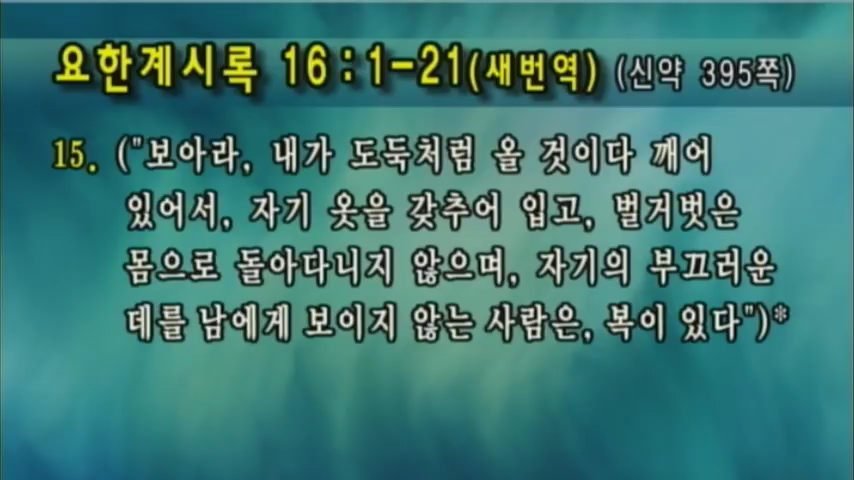 요한계시록 16:1-21(새번역) (신약 395쪽)
15. ("보아라, 내가 도둑처럼 올 것이다 깨어
있어서, 자기 옷을 갖추어 입고, 벌거벗은
몸으로 돌아다니지 않으며, 자기의 부끄러운
데를 남에게 보이지 않는 사람은, 복이 있다")*